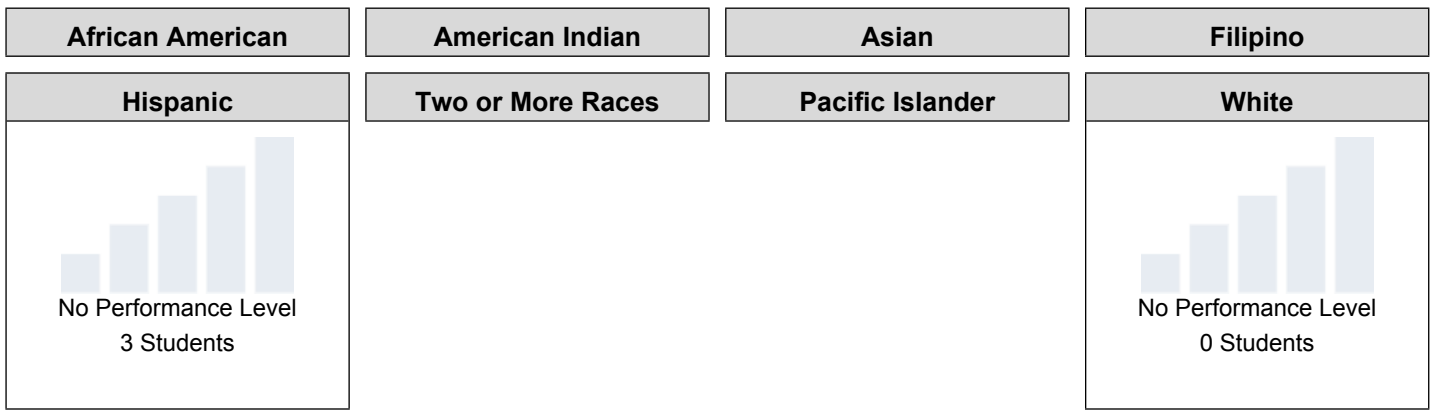 African American
American Indian
Asian
Filipino
Hispanic
Two or More Races
Pacific Islander
White
No Performance Level
3 Students
No Performance Level
0 Students